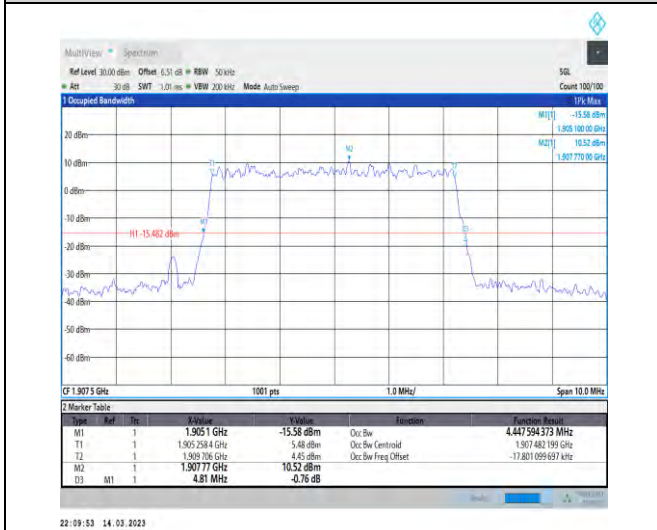 MultiView Spectrum
Ref Level 30.00 dBm Offset 6.51 dB RBW 50 kHz SGL
Att 30 dB SWT 1.01 ms VBW 200 kHz Mode Auto Sweep Count 100/100
1 Occupied Bandwidth 1Pk Max
M1[1] -15.58 dBm
1.905 100 00 GHz
M2[1] 10.52 dBm
1.907 770 00 GHz
20 dBm
M2
10 dBm
T1
0 dBm
-10 dBm
H1 -15.482 dBm
-20 dBm
-30 dBm
-40 dBm
-50 dBm
-60 dBm
CF 1.907 5 GHz 1001 pts 1.0 MHz/ Span 10.0 MHz
2 Marker Table
Type Ref Trc X-Value Y-Value Function Function Result
M1 1 1.9051 GHz -15.58 dBm Occ Bw 4.447 594 373 MHz
T1 1 1.905 258 4 GHz 5.48 dBm Occ Bw Centroid 1.907 482 199 GHz
T2 1 1.909 706 GHz 4.45 dBm Occ Bw Freq Offset -17.801 099 697 kHz
M2 1 1.907 77 GHz 10.52 dBm
D3 M1 1 4.81 MHz -0.76 dB
22:09:53 14.03.2023